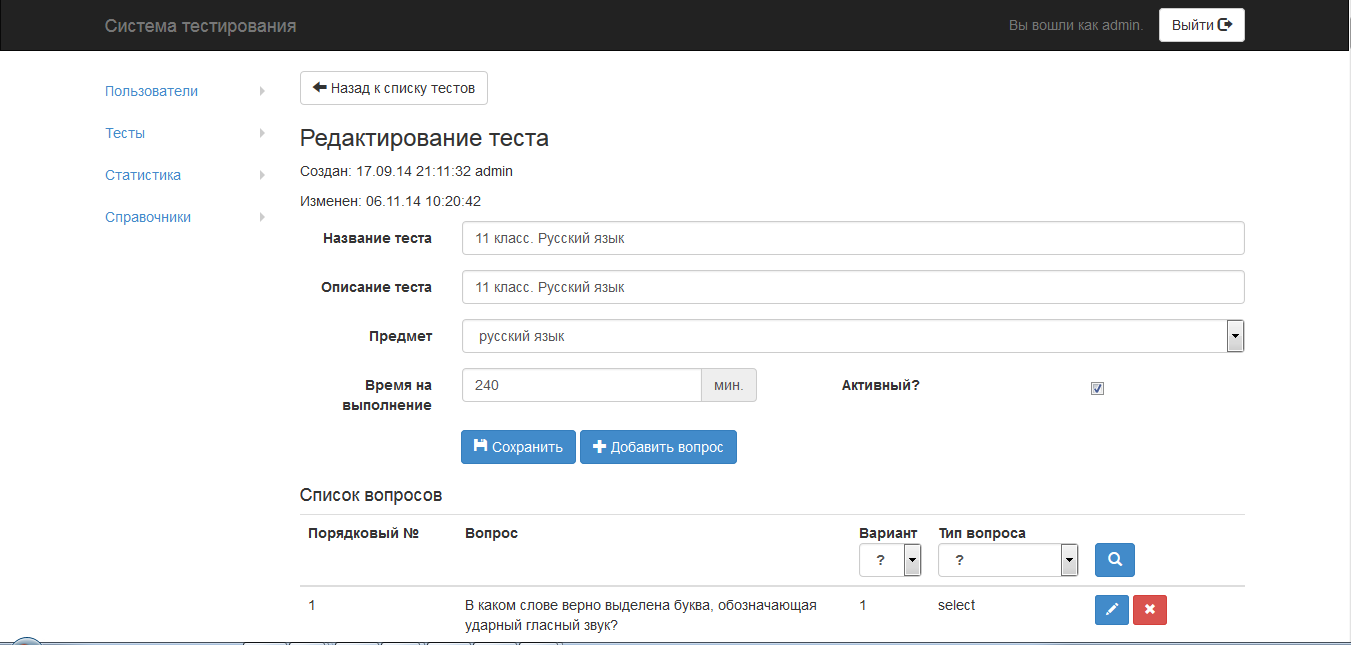 Система тестирования
Вы вошли как admin.
Выйти
Пользователи
Тесты
Статистика
Справочники
Назад к списку тестов
Редактирование теста
Создан: 17.09.14 21:11:32 admin
Изменен: 06.11.14 10:20:42
Название теста
11 класс. Русский язык
Описание теста
11 класс. Русский язык
Предмет
русский язык
Время на
выполнение
240
мин.
Активный?
Сохранить
Добавить вопрос
Список вопросов
Порядковый №
Вопрос
Вариант
Тип вопроса
?
?
1
В каком слове верно выделена буква, обозначающая
ударный гласный звук?
1
select